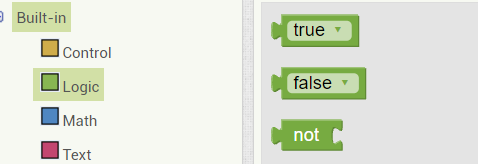 Built-in
Control
Logic
Math
Text
true
false
not